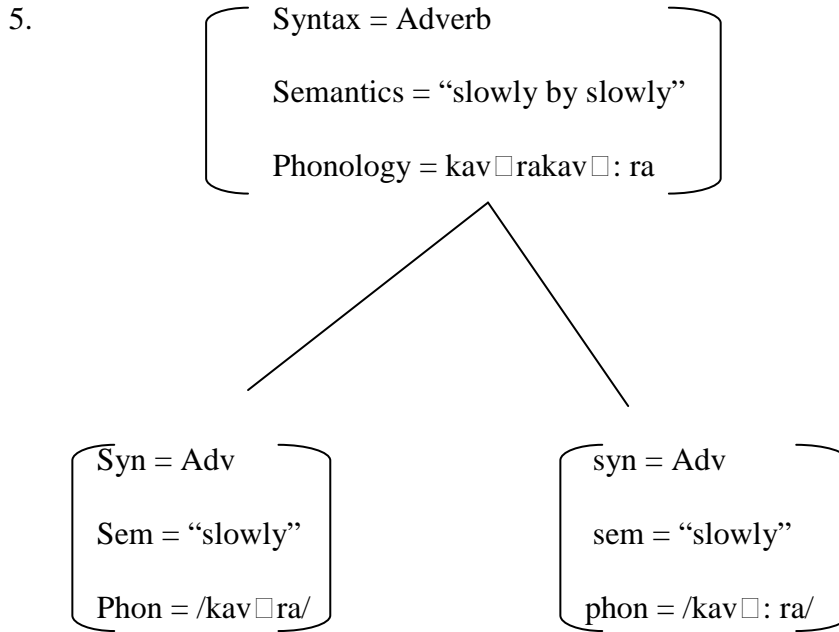 5.
Syntax = Adverb
Semantics = “slowly by slowly”
Phonology = kav□rakav□: ra
Syn = Adv
Sem = “slowly”
Phon = /kav□ra/
syn = Adv
sem = “slowly”
phon = /kav□: ra/